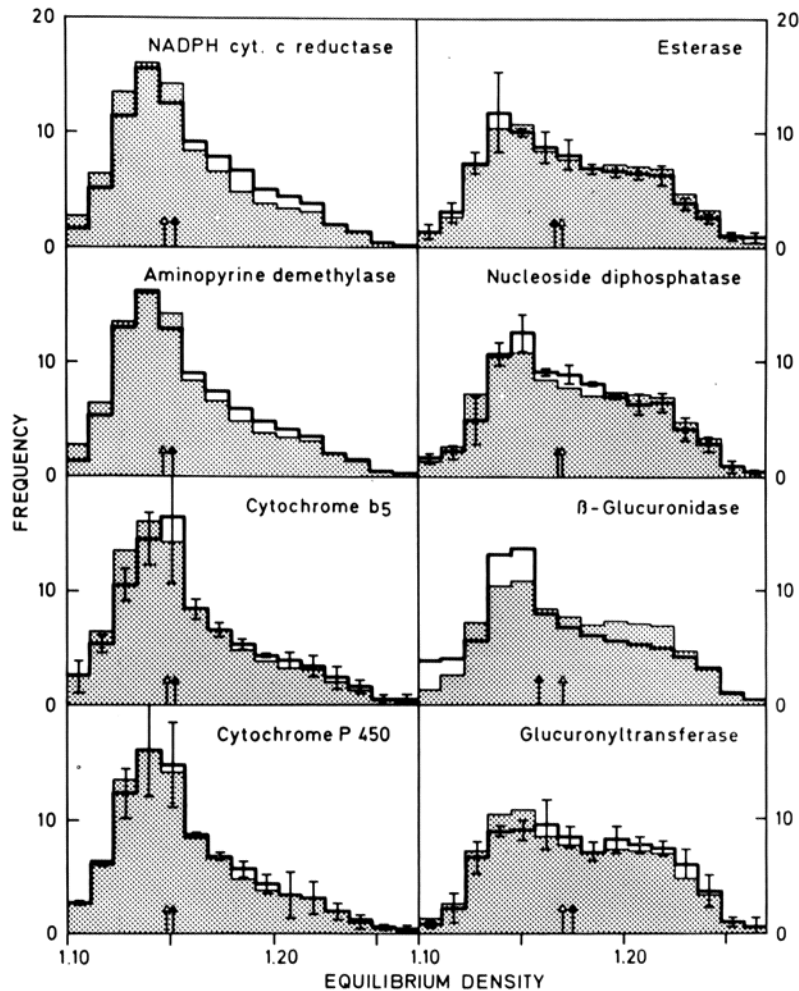 20
20
NADPH cyt. c reductase
Esterase
10
10
0
0
Aminopyrine demethylase
Nucleoside diphosphatase
10
10
0
0
Cytochrome b5
ß-Glucuronidase
10
10
0
0
Cytochrome P 450
Glucuronyltransferase
10
10
0
0
1.10
1.20
1.10
1.20
FREQUENCY
EQUILIBRIUM DENSITY